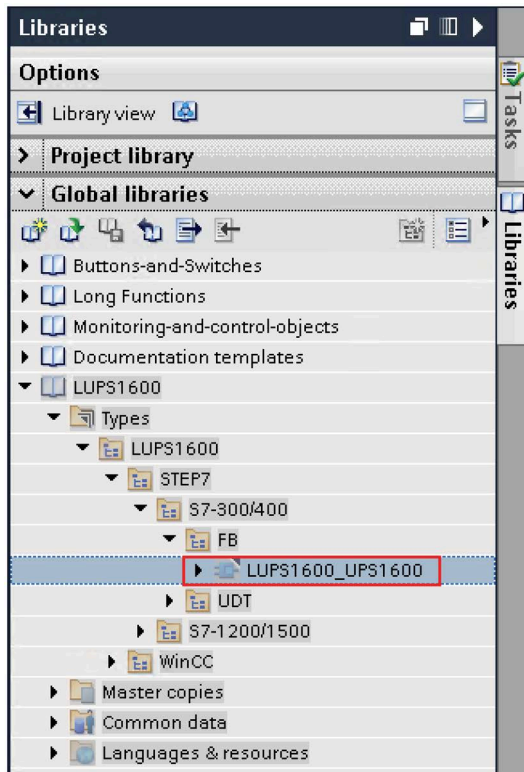 Libraries
Options
Library view
Project library
Global libraries
Buttons-and-Switches
Long Functions
Monitoring-and-control-objects
Documentation templates
LUPS1600
Types
LUPS1600
STEP7
S7-300/400
FB
LUPS1600_UPS1600
UDT
S7-1200/1500
WinCC
Master copies
Common data
Languages & resources
Tasks
Libraries